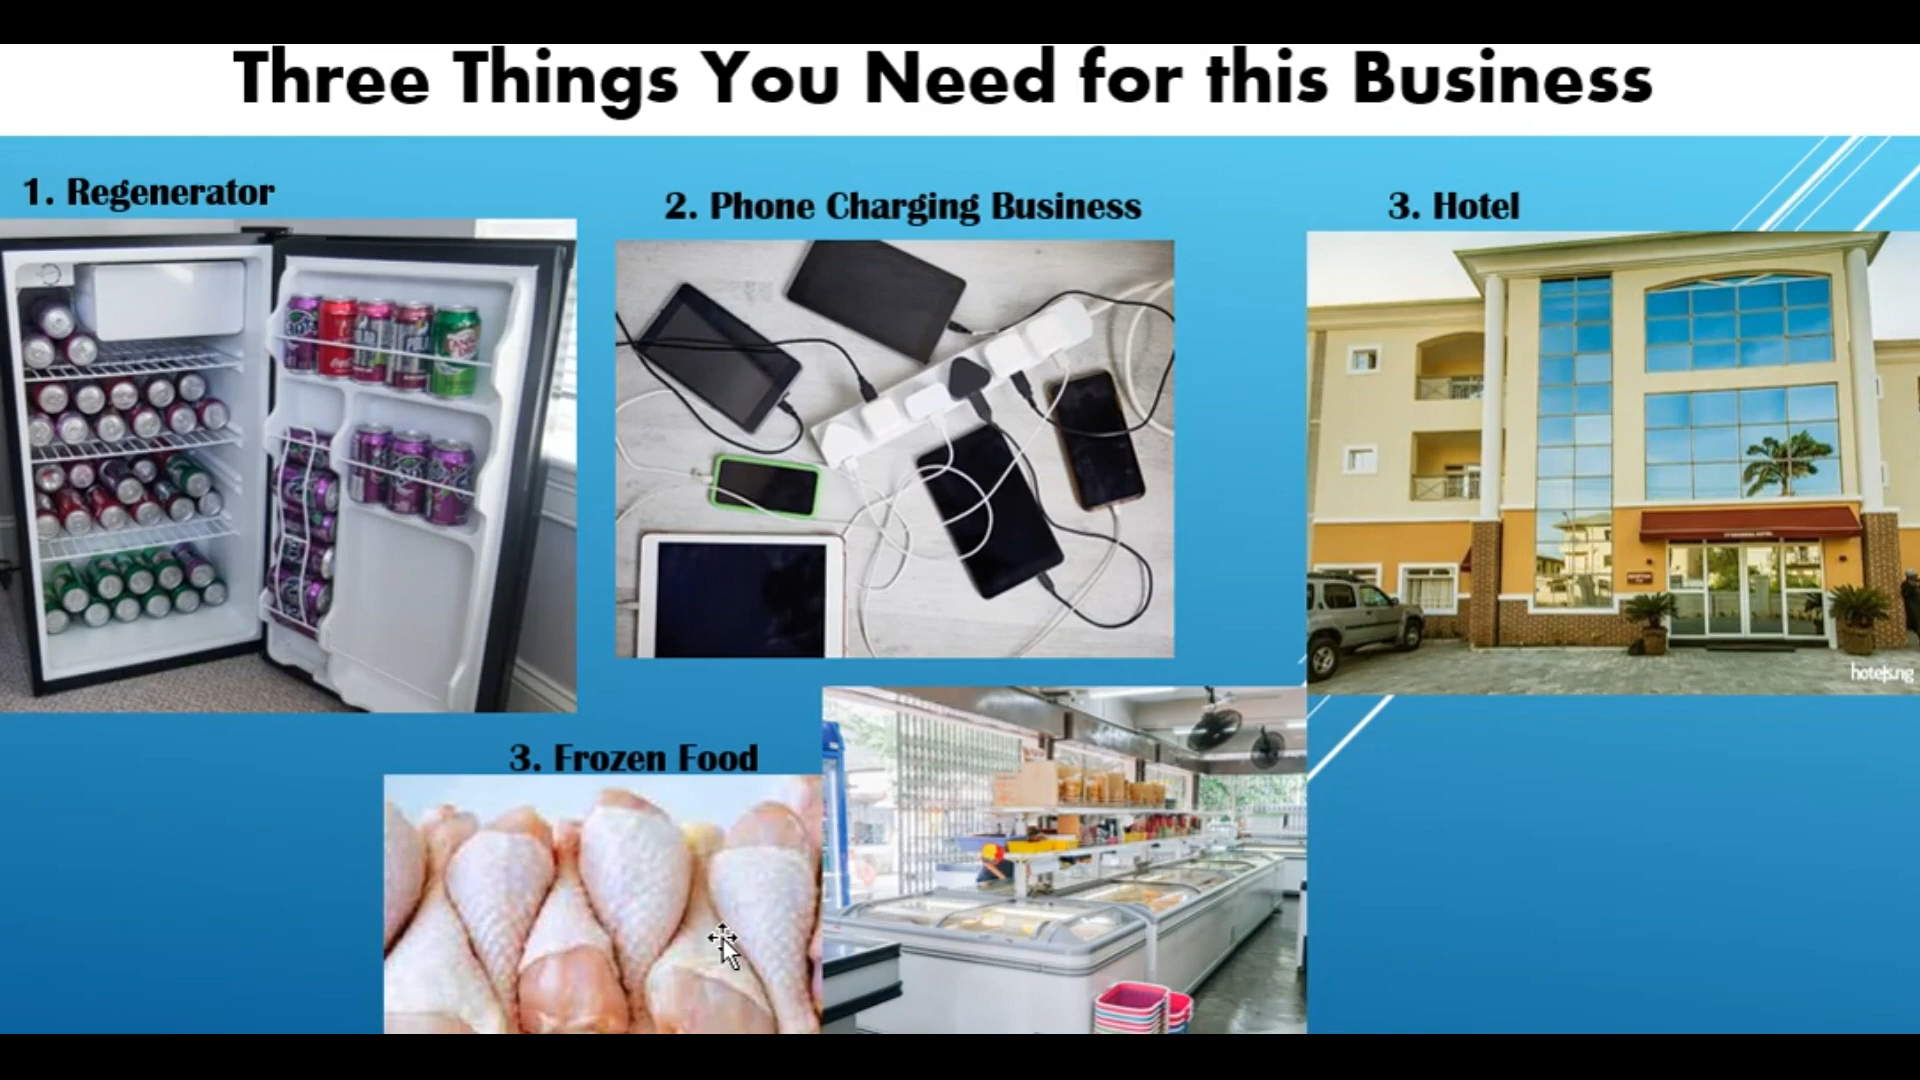 Three Things You Need for this Business
1. Regenerator
2. Phone Charging Business
3. Hotel
hotels.ng
3. Frozen Food